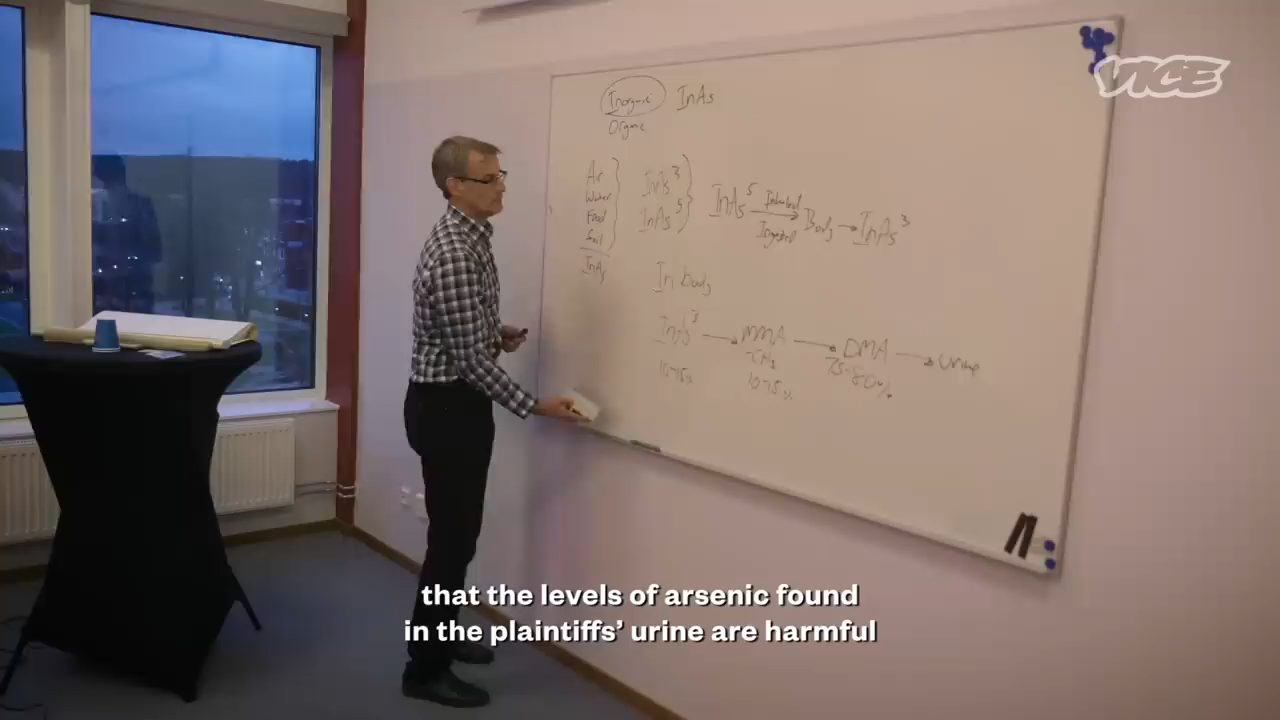 VICE
Inorganic InAs
Organic
Air InAs³
Water InAs⁵
Food
Soil
InAs
InAs⁵ Inhaled Ingested Body → InAs³
In body
InAs³ → MMA → DMA → Urine
-CH₃
10-15% 10-15% 75-80%
that the levels of arsenic found
in the plaintiffs' urine are harmful